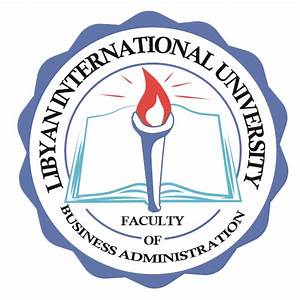 LIBYAN INTERNATIONAL UNIVERSITY
FACULTY
OF
BUSINESS ADMINISTRATION